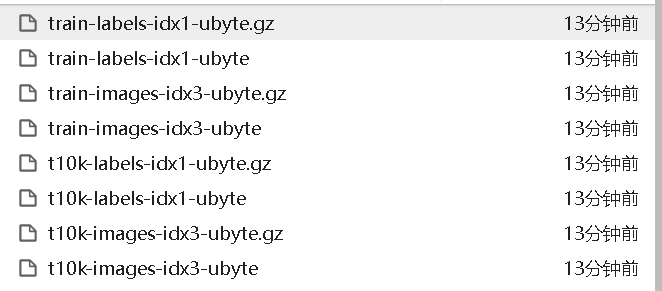 train-labels-idx1-ubyte.gz 13分钟前
train-labels-idx1-ubyte 13分钟前
train-images-idx3-ubyte.gz 13分钟前
train-images-idx3-ubyte 13分钟前
t10k-labels-idx1-ubyte.gz 13分钟前
t10k-labels-idx1-ubyte 13分钟前
t10k-images-idx3-ubyte.gz 13分钟前
t10k-images-idx3-ubyte 13分钟前